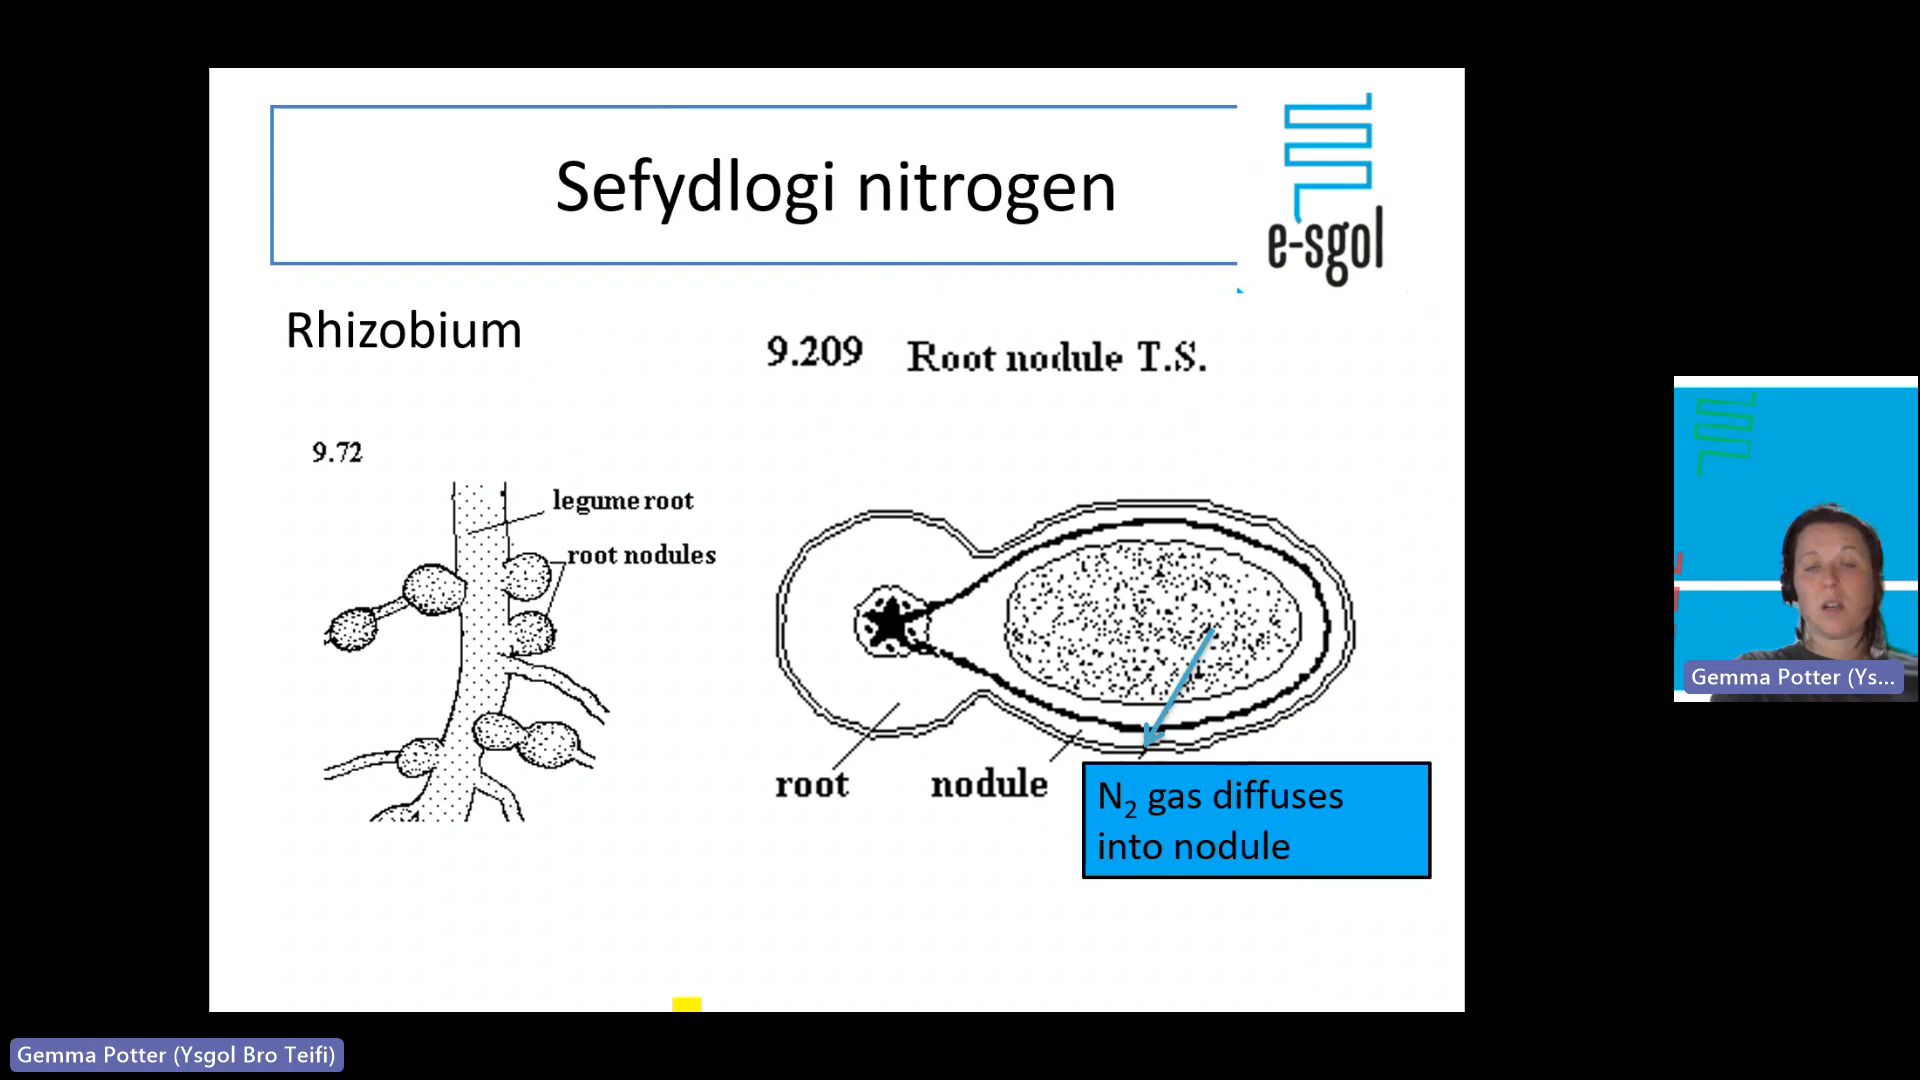 Sefydlogi nitrogen
e-sgol
Rhizobium
9.209 Root nodule T.S.
9.72
legume root
root nodules
root
nodule
N₂ gas diffuses
into nodule
Gemma Potter (Ys...
Gemma Potter (Ysgol Bro Teifi)